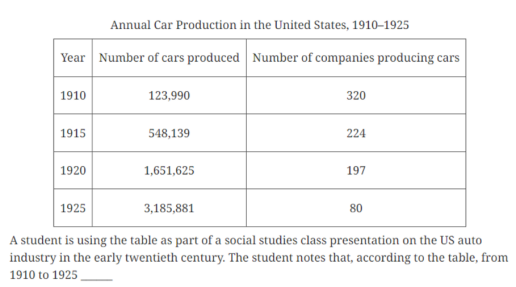 Annual Car Production in the United States, 1910–1925
Year Number of cars produced Number of companies producing cars
1910 123,990 320
1915 548,139 224
1920 1,651,625 197
1925 3,185,881 80
A student is using the table as part of a social studies class presentation on the US auto
industry in the early twentieth century. The student notes that, according to the table, from
1910 to 1925 ______